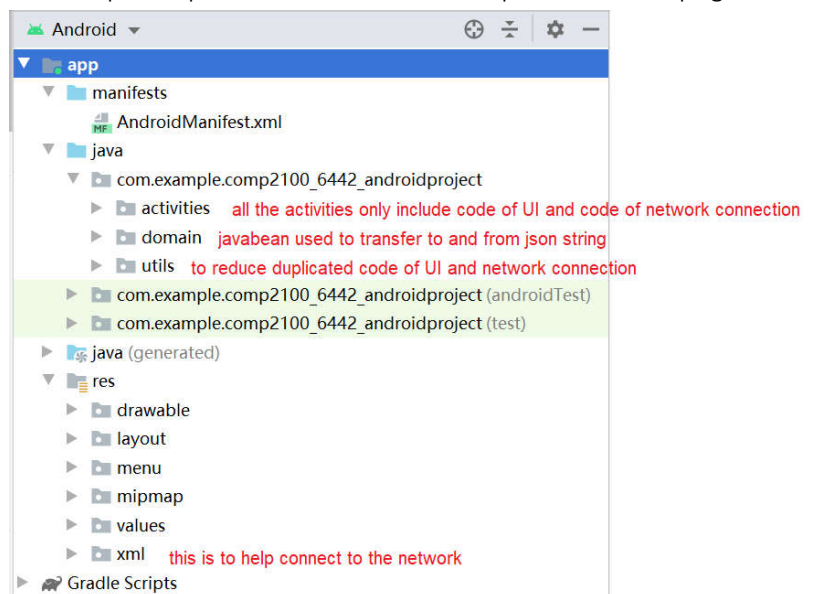 Android
app
manifests
MF AndroidManifest.xml
java
com.example.comp2100_6442_androidproject
activities all the activities only include code of UI and code of network connection
domain javabean used to transfer to and from json string
utils to reduce duplicated code of UI and network connection
com.example.comp2100_6442_androidproject (androidTest)
com.example.comp2100_6442_androidproject (test)
java (generated)
res
drawable
layout
menu
mipmap
values
xml this is to help connect to the network
Gradle Scripts